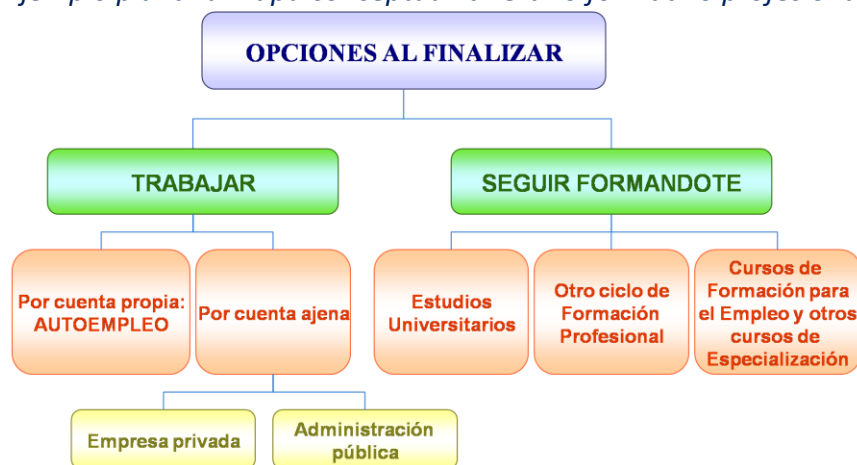 OPCIONES AL FINALIZAR
TRABAJAR
SEGUIR FORMANDOTE
Por cuenta propia:
AUTOEMPLEO
Por cuenta ajena
Estudios
Universitarios
Otro ciclo de
Formación
Profesional
Cursos de
Formación para
el Empleo y otros
cursos de
Especialización
Empresa privada
Administración
pública